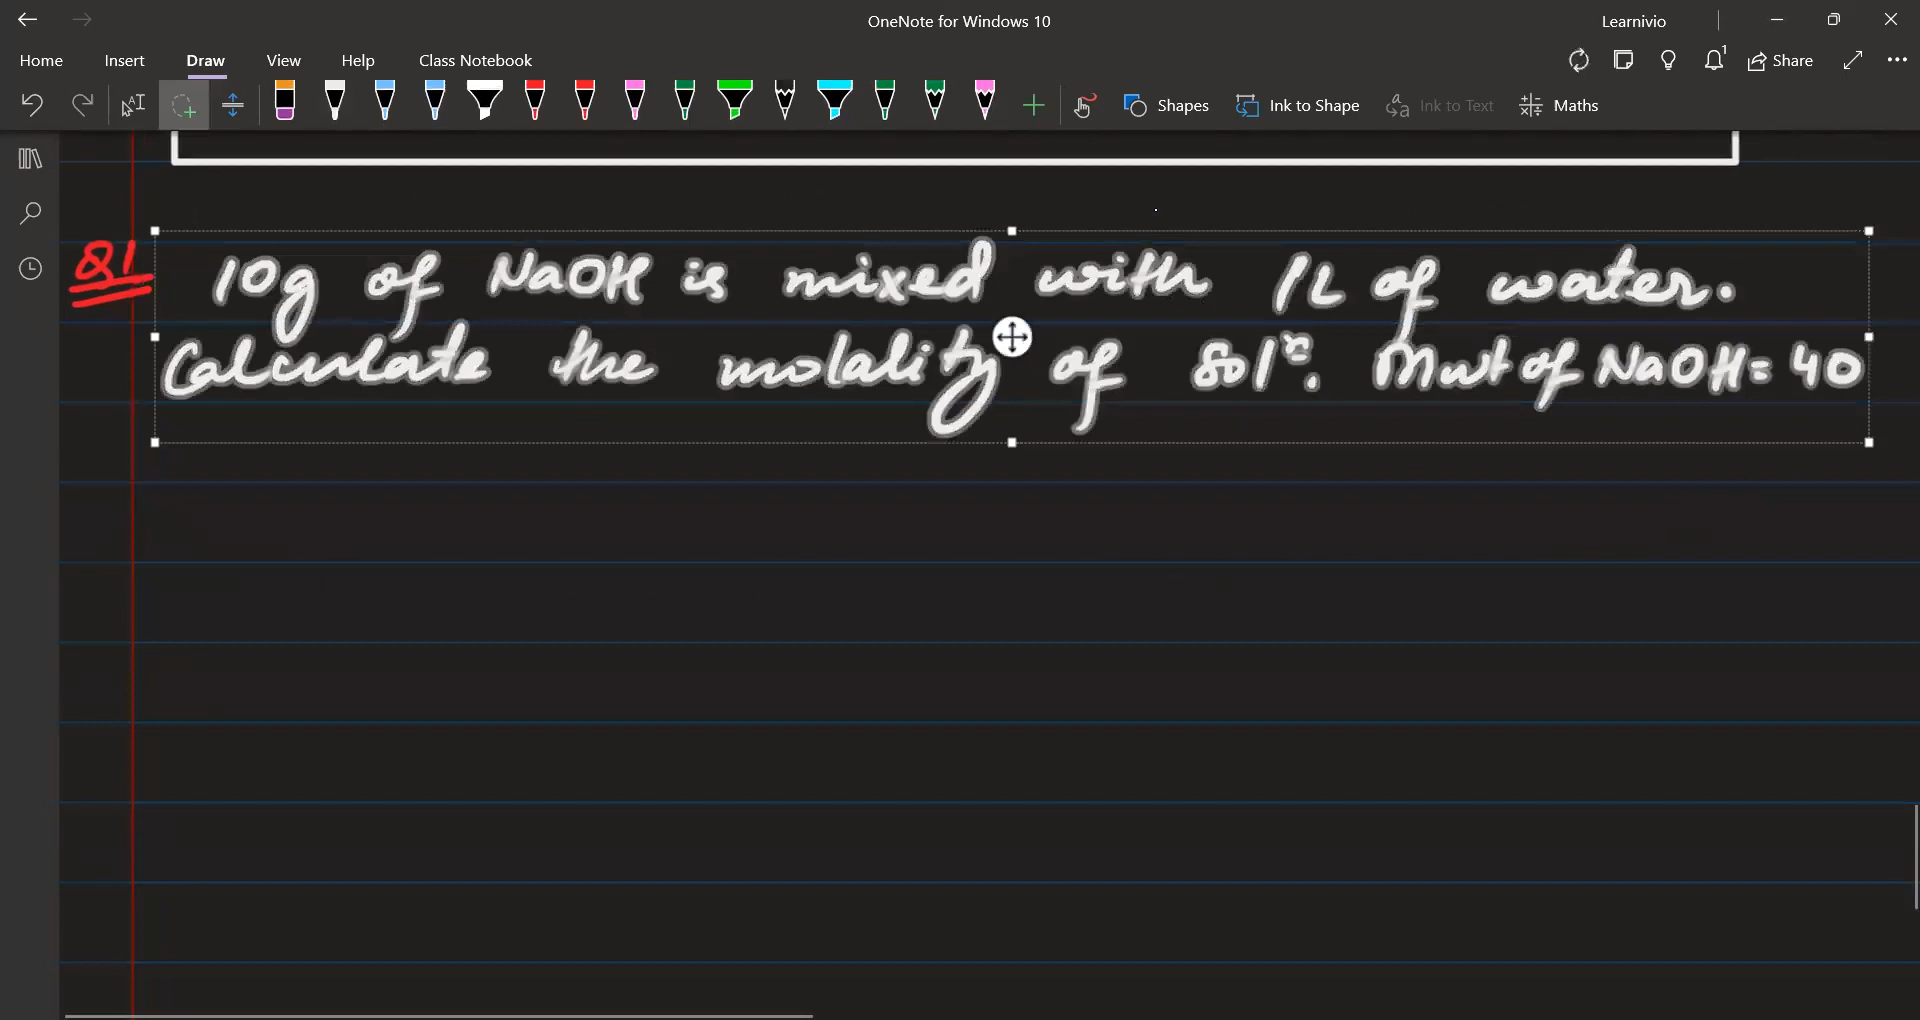 OneNote for Windows 10
Learnivio
Home Insert Draw View Help Class Notebook
1 Share
Shapes Ink to Shape Ink to Text Maths
Q1 10g of NaOH is mixed with 1L of water.
Calculate the molality of solⁿ. Mwt of NaOH = 40